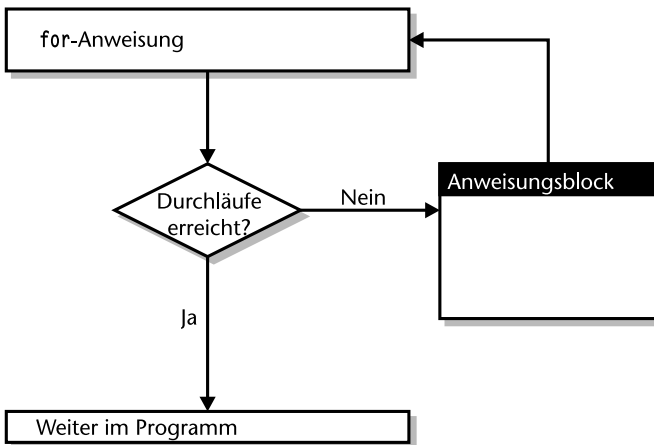 for-Anweisung
Durchläufe
erreicht?
Nein
Anweisungsblock
Ja
Weiter im Programm